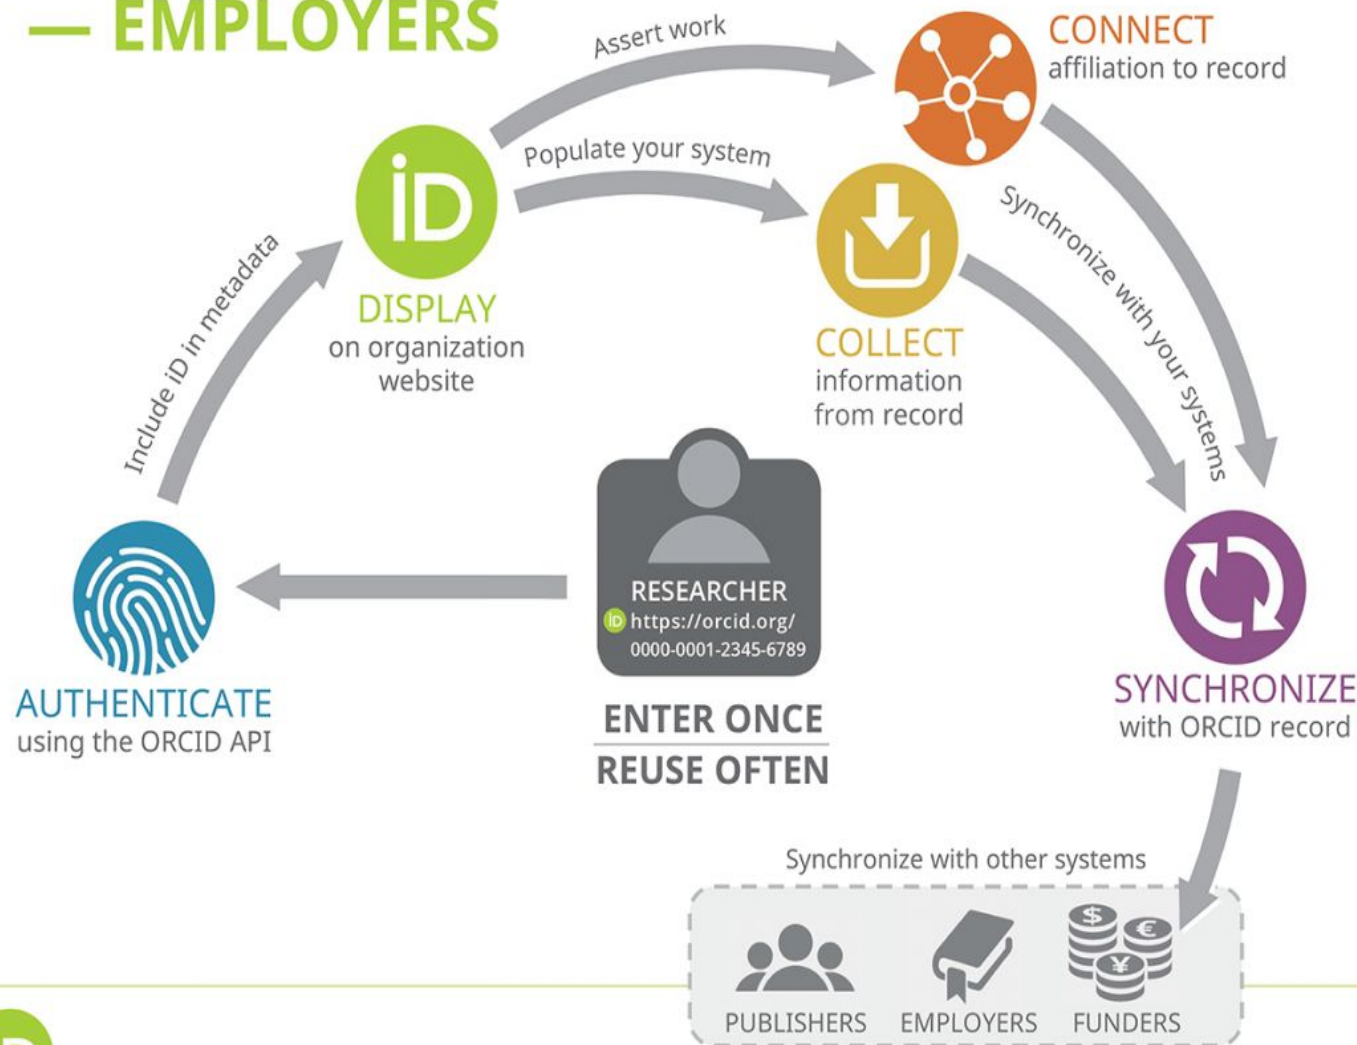 — EMPLOYERS
Assert work
CONNECT
affiliation to record
Populate your system
iD
Synchronize with your systems
Include iD in metadata
DISPLAY
on organization
website
COLLECT
information
from record
RESEARCHER
iD https://orcid.org/
0000-0001-2345-6789
AUTHENTICATE
using the ORCID API
ENTER ONCE
REUSE OFTEN
SYNCHRONIZE
with ORCID record
Synchronize with other systems
$ € ¥
PUBLISHERS EMPLOYERS FUNDERS